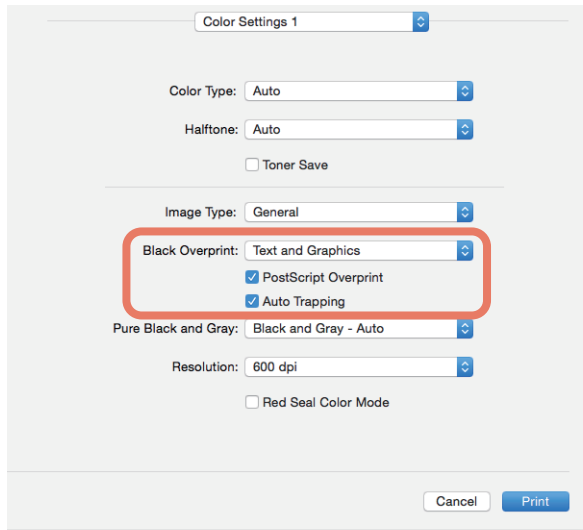 Color Settings 1
Color Type: Auto
Halftone: Auto
Toner Save
Image Type: General
Black Overprint: Text and Graphics
PostScript Overprint
Auto Trapping
Pure Black and Gray: Black and Gray - Auto
Resolution: 600 dpi
Red Seal Color Mode
Cancel Print